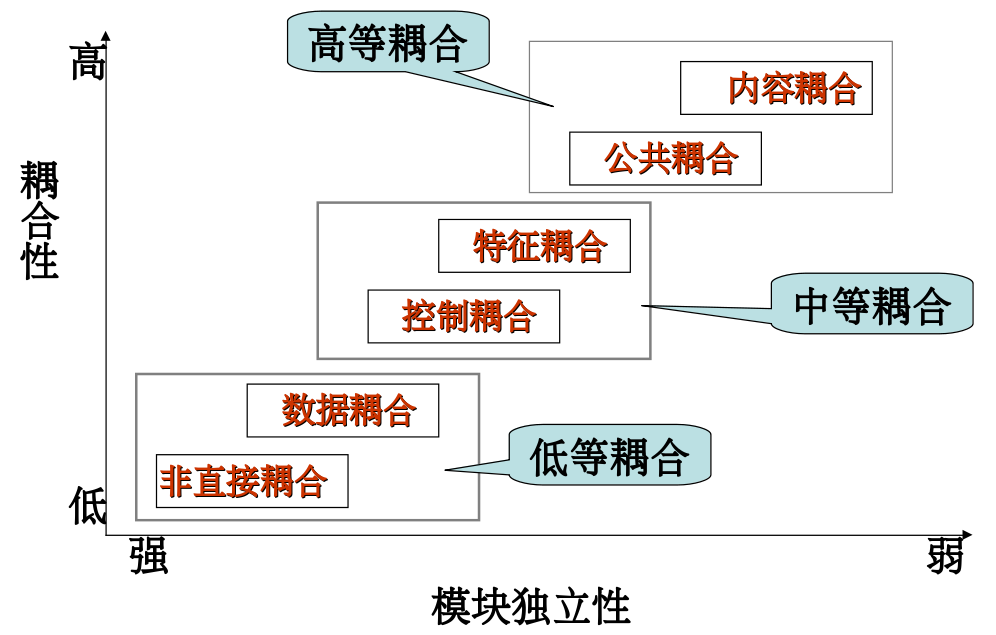 高
高等耦合
内容耦合
公共耦合
耦合性
特征耦合
控制耦合
中等耦合
数据耦合
非直接耦合
低等耦合
低
强
弱
模块独立性